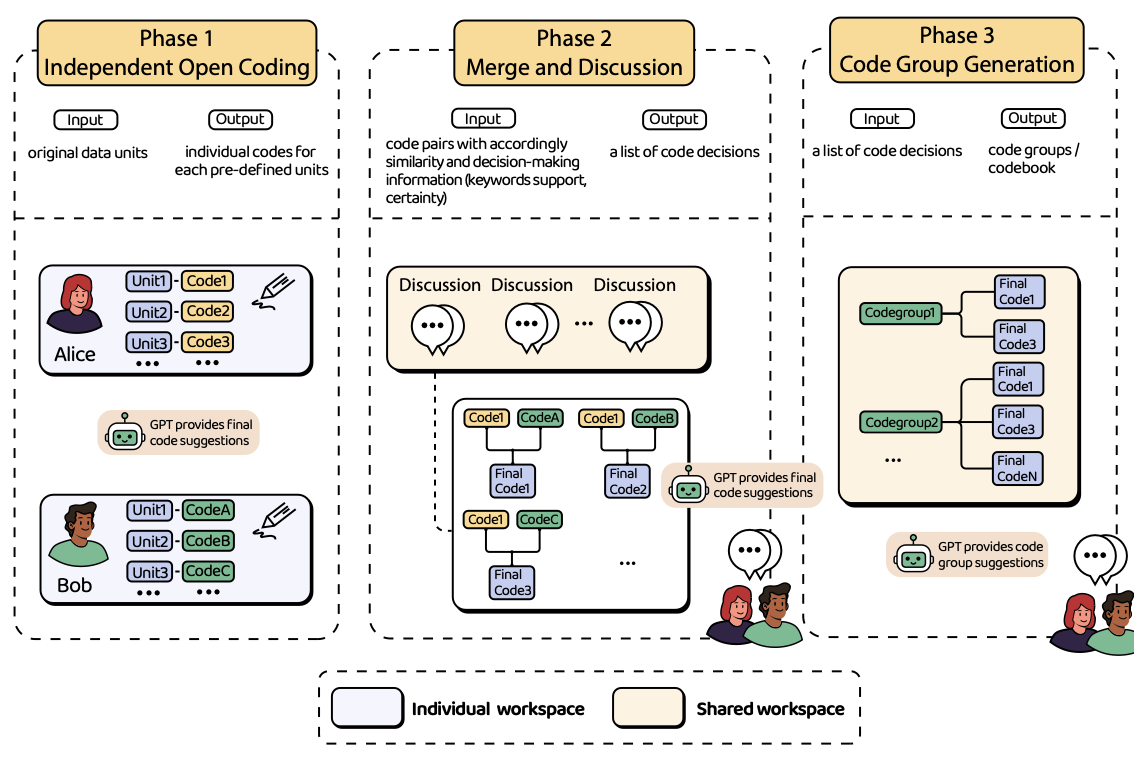 Phase 1
Independent Open Coding
Input
Output
original data units
individual codes for
each pre-defined units
Unit1 - Code1
Unit2 - Code2
Unit3 - Code3
••• •••
Alice
GPT provides final
code suggestions
Unit1 - CodeA
Unit2 - CodeB
Unit3 - CodeC
••• •••
Bob
Phase 2
Merge and Discussion
Input
Output
code pairs with accordingly
similarity and decision-making
information (keywords support,
certainty)
a list of code decisions
Discussion Discussion Discussion
•••
Code1 CodeA
Final
Code1
Code1 CodeB
Final
Code2
Code1 CodeC
Final
Code3
•••
GPT provides final
code suggestions
Phase 3
Code Group Generation
Input
Output
a list of code decisions
code groups /
codebook
Codegroup1
Final
Code1
Final
Code3
Codegroup2
Final
Code1
Final
Code3
Final
CodeN
•••
GPT provides code
group suggestions
Individual workspace
Shared workspace